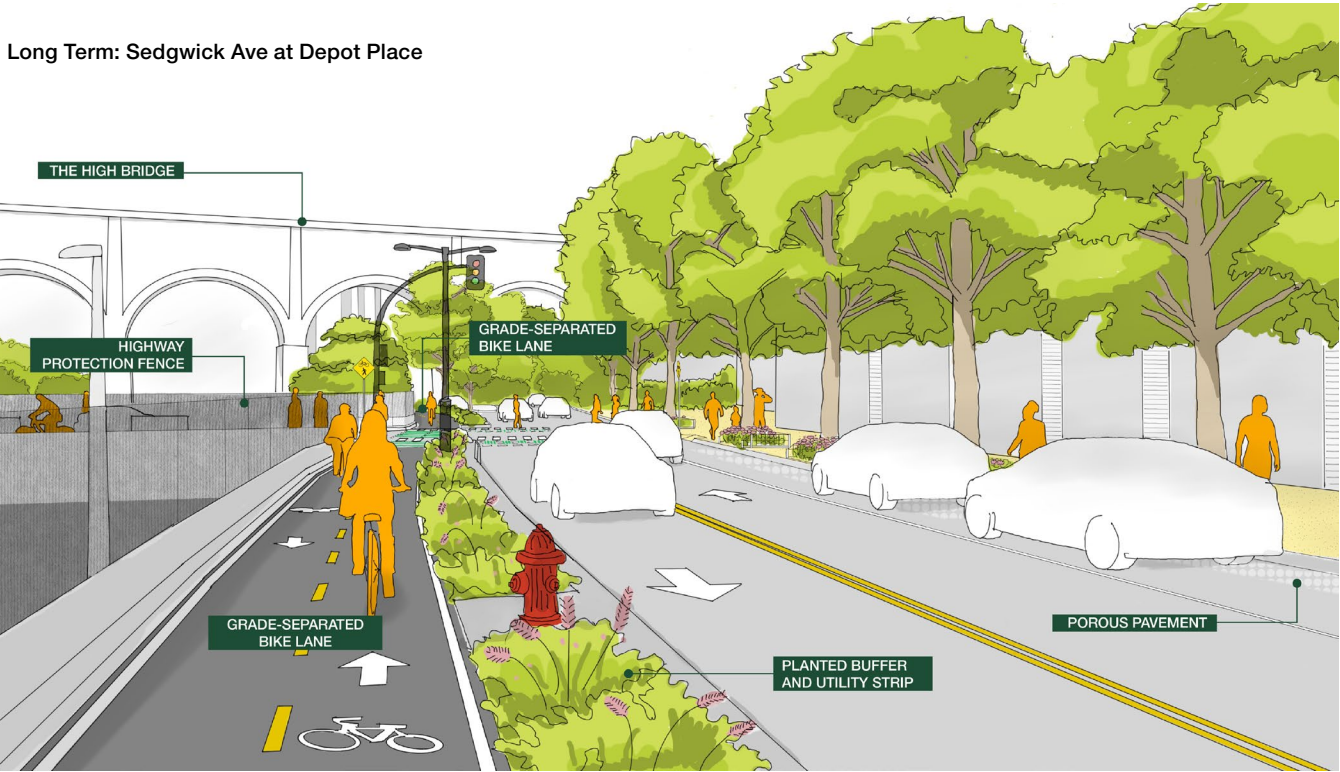 Long Term: Sedgwick Ave at Depot Place
THE HIGH BRIDGE
GRADE-SEPARATED
BIKE LANE
HIGHWAY
PROTECTION FENCE
GRADE-SEPARATED
BIKE LANE
POROUS PAVEMENT
PLANTED BUFFER
AND UTILITY STRIP